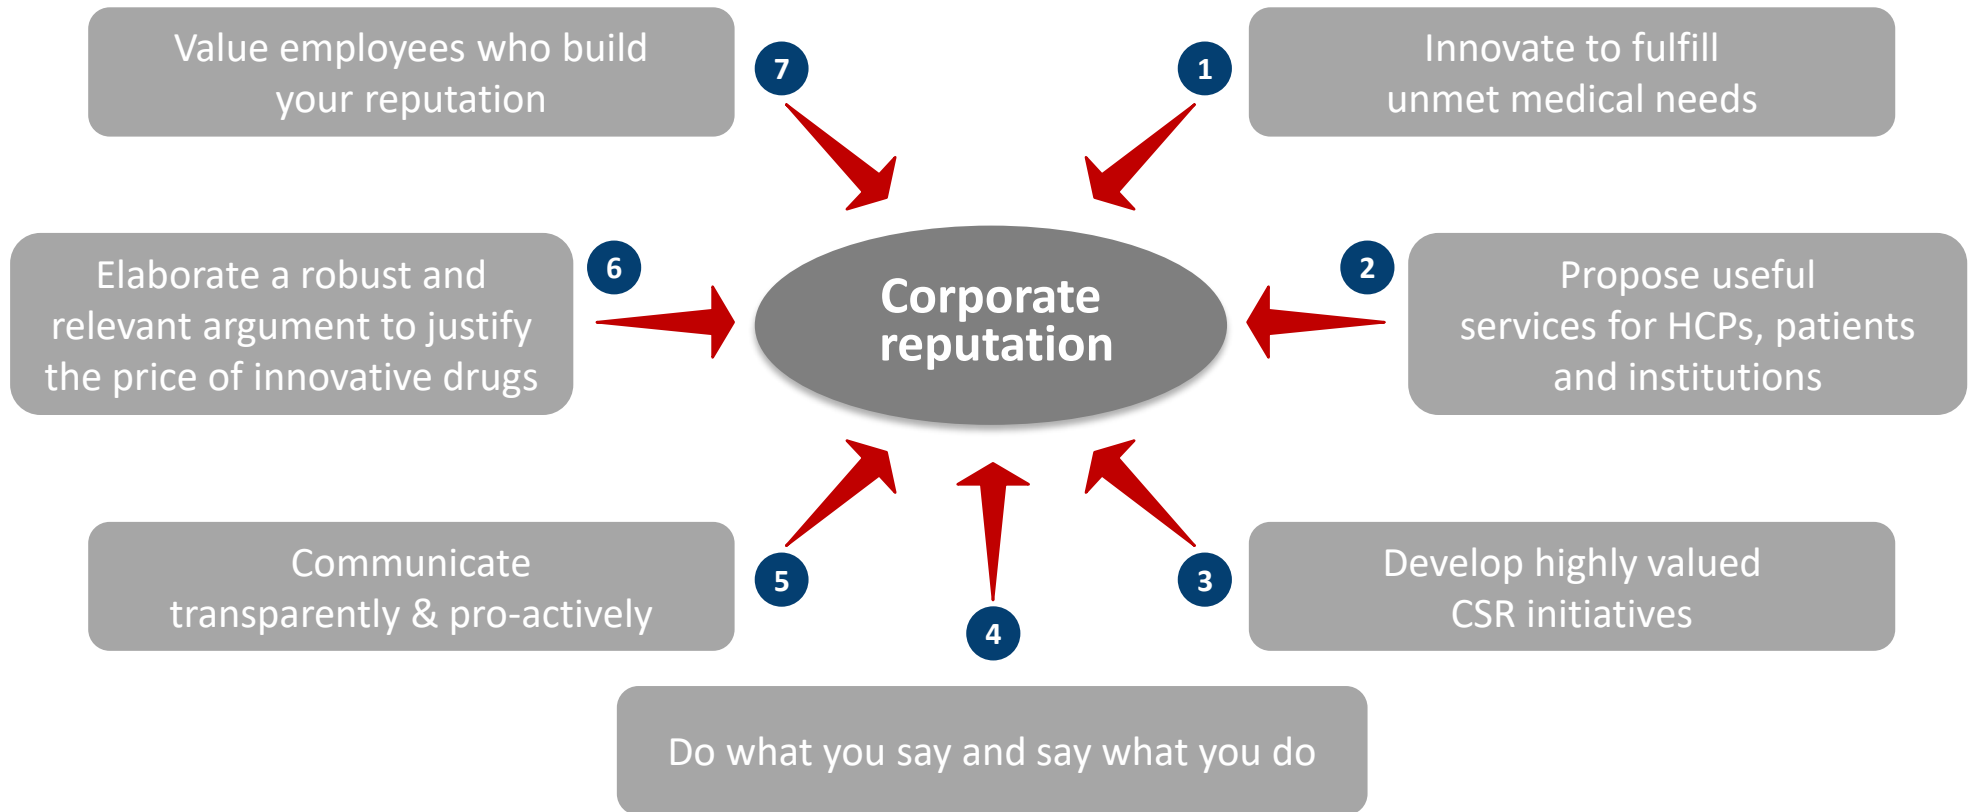 Value employees who build
your reputation
7
1
Innovate to fulfill
unmet medical needs
Elaborate a robust and
relevant argument to justify
the price of innovative drugs
6
Corporate
reputation
2
Propose useful
services for HCPs, patients
and institutions
Communicate
transparently & pro-actively
5
4
3
Develop highly valued
CSR initiatives
Do what you say and say what you do